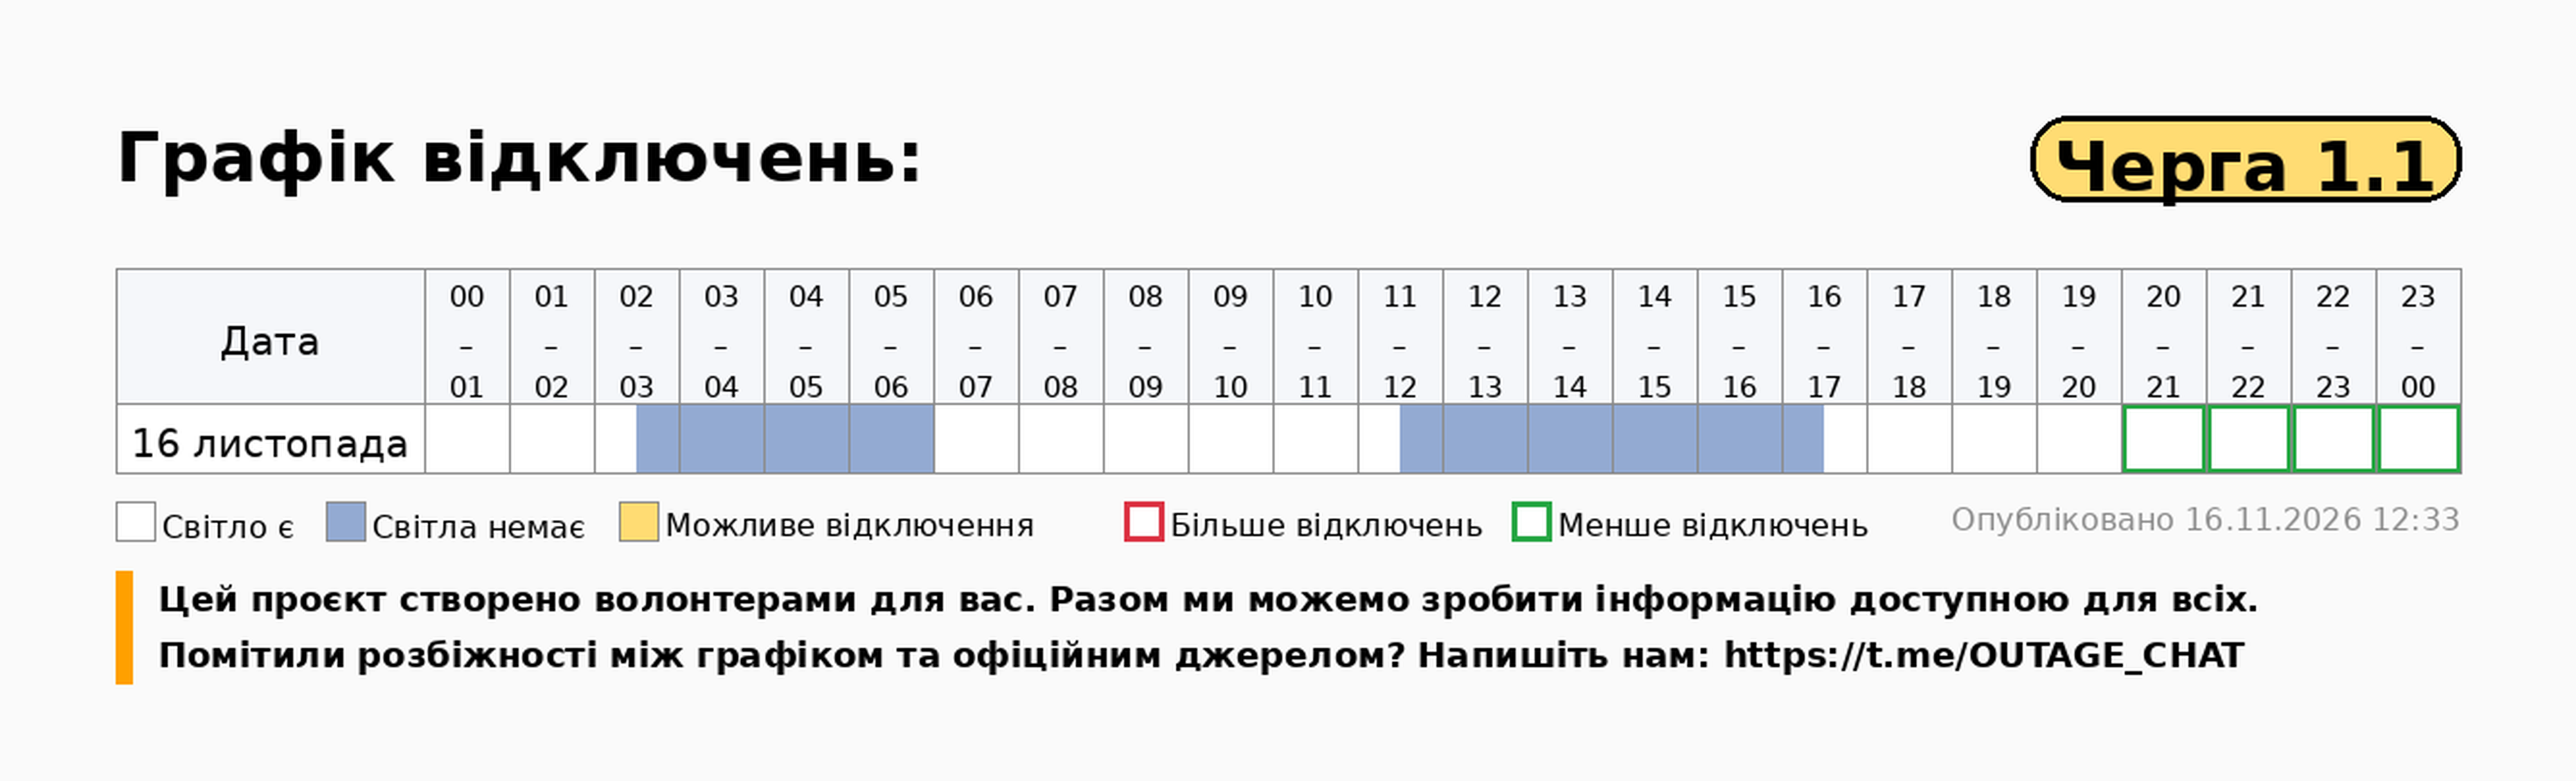 Графік відключень:
Черга 1.1
Дата 00 – 01 01 – 02 02 – 03 03 – 04 04 – 05 05 – 06 06 – 07 07 – 08 08 – 09 09 – 10 10 – 11 11 – 12 12 – 13 13 – 14 14 – 15 15 – 16 16 – 17 17 – 18 18 – 19 19 – 20 20 – 21 21 – 22 22 – 23 23 – 00
16 листопада
Світло є Світла немає Можливе відключення Більше відключень Менше відключень Опубліковано 16.11.2026 12:33
Цей проєкт створено волонтерами для вас. Разом ми можемо зробити інформацію доступною для всіх.
Помітили розбіжності між графіком та офіційним джерелом? Напишіть нам: https://t.me/OUTAGE_CHAT